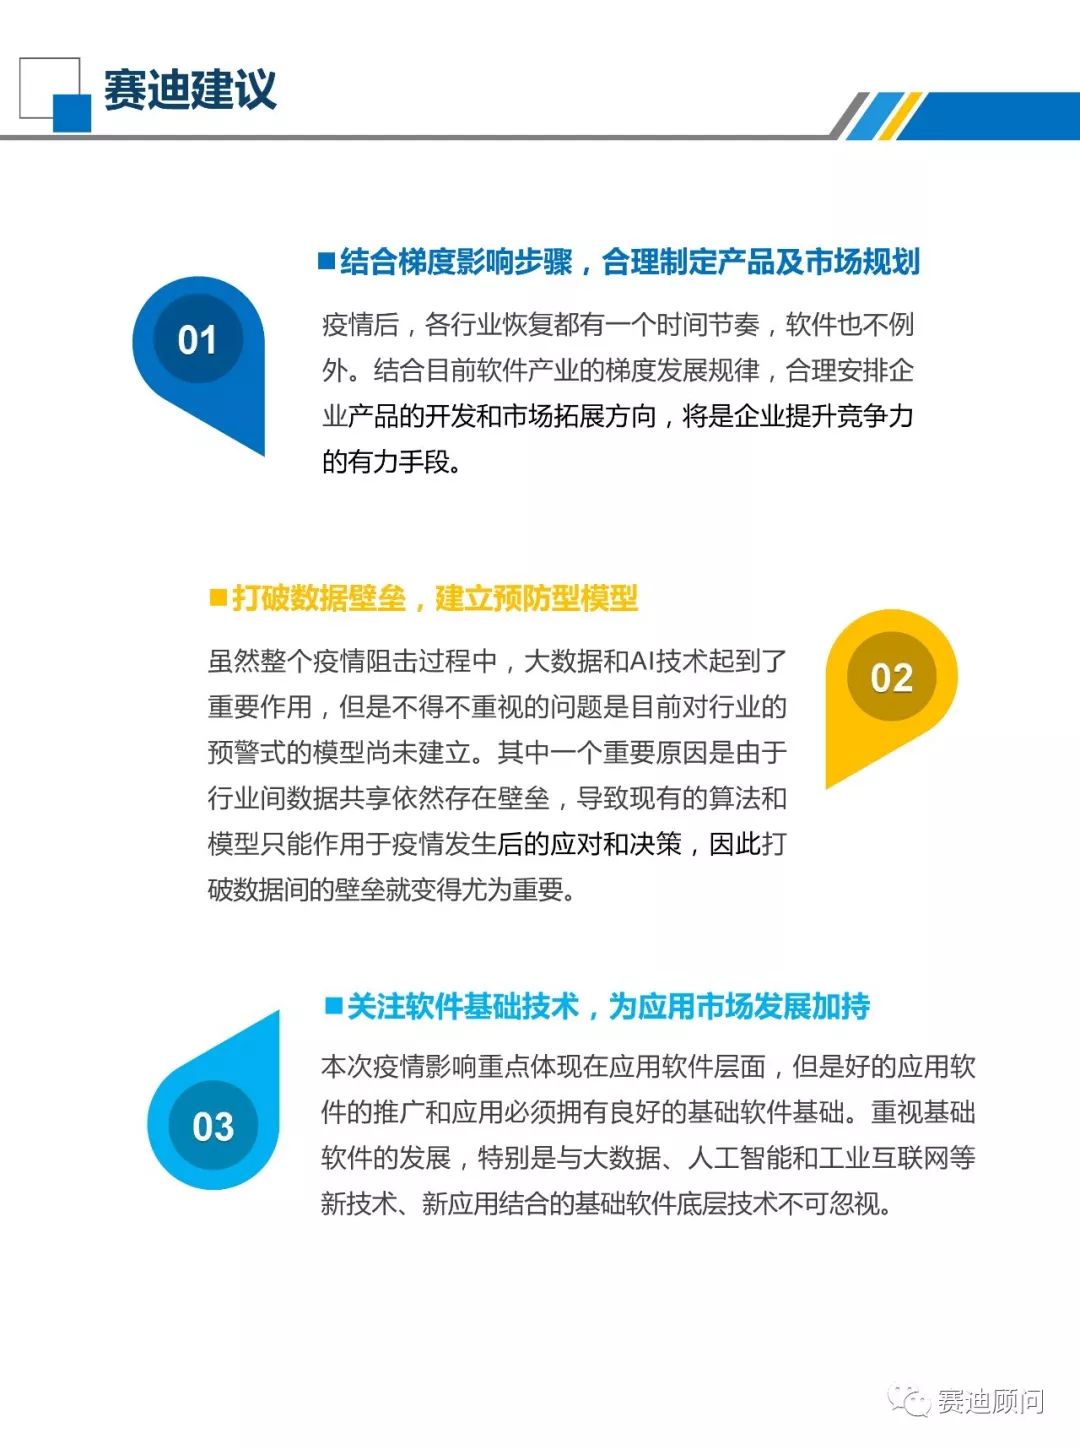 赛迪建议
■结合梯度影响步骤，合理制定产品及市场规划
01
疫情后，各行业恢复都有一个时间节奏，软件也不例
外。结合目前软件产业的梯度发展规律，合理安排企
业产品的开发和市场拓展方向，将是企业提升竞争力
的有力手段。
■打破数据壁垒，建立预防型模型
虽然整个疫情阻击过程中，大数据和AI技术起到了
重要作用，但是不得不重视的问题是目前对行业的
预警式的模型尚未建立。其中一个重要原因是由于
行业间数据共享依然存在壁垒，导致现有的算法和
模型只能作用于疫情发生后的应对和决策，因此打
破数据间的壁垒就变得尤为重要。
02
■关注软件基础技术，为应用市场发展加持
03
本次疫情影响重点体现在应用软件层面，但是好的应用软
件的推广和应用必须拥有良好的基础软件基础。重视基础
软件的发展，特别是与大数据、人工智能和工业互联网等
新技术、新应用结合的基础软件底层技术不可忽视。
赛迪顾问